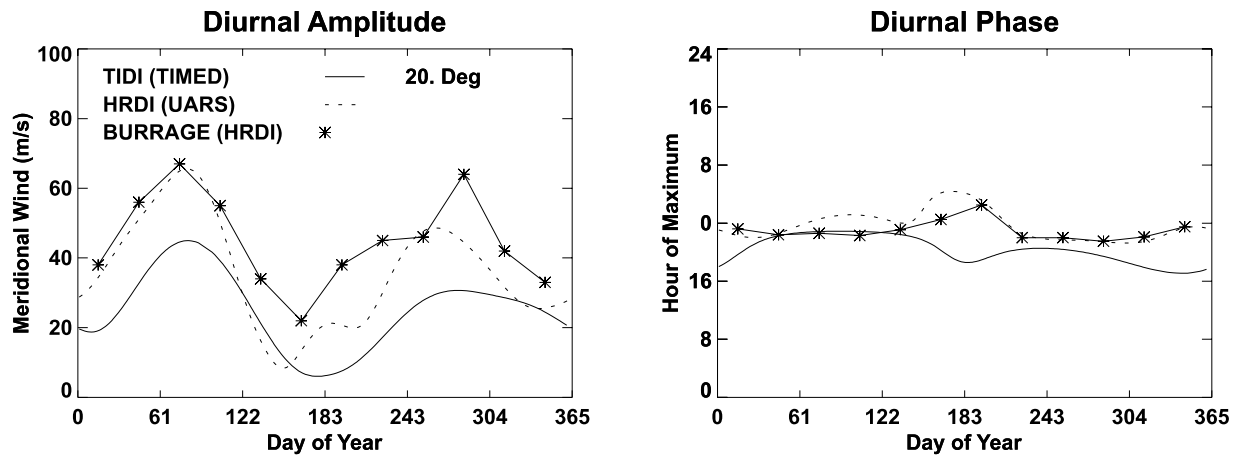 Diurnal Amplitude
100
80
60
40
20
0
Meridional Wind (m/s)
TIDI (TIMED)
20. Deg
HRDI (UARS)
BURRAGE (HRDI)
0 61 122 183 243 304 365
Day of Year
Diurnal Phase
24
16
8
0
16
8
0
Hour of Maximum
0 61 122 183 243 304 365
Day of Year